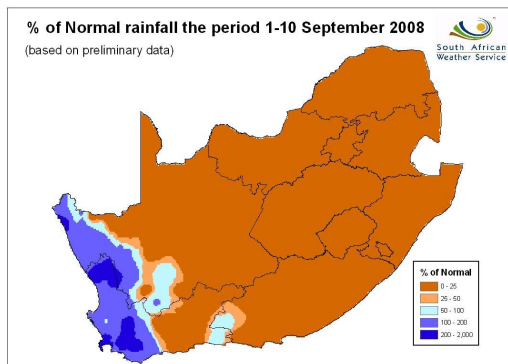 % of Normal rainfall the period 1-10 September 2008
(based on preliminary data)
South African
Weather Service
% of Normal
0 - 25
25 - 50
50 - 100
100 - 200
200 - 2,000